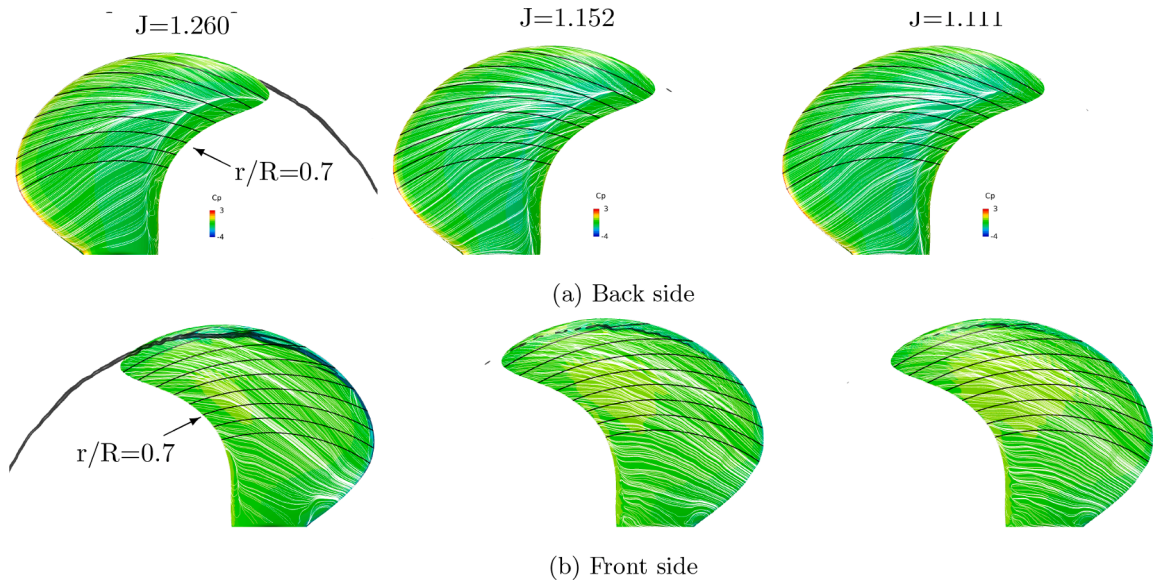 J=1.260
J=1.152
J=1.111
r/R=0.7
Cp
3
-4
Cp
3
-4
Cp
3
-4
(a) Back side
r/R=0.7
(b) Front side